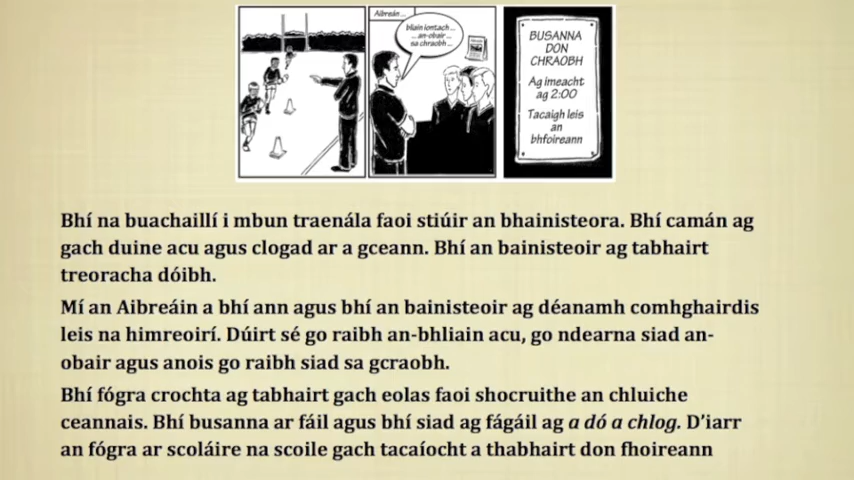 Aibreán ...
bliain iontach ...
... an-obair ...
sa chraobh ...
BUSANNA
DON
CHRAOBH
Ag imeacht
ag 2:00
Tacaigh leis
an
bhfoireann
Bhí na buachaillí i mbun traenála faoi stiúir an bhainisteora. Bhí camán ag
gach duine acu agus clogad ar a gceann. Bhí an bainisteoir ag tabhairt
treoracha dóibh.
Mí an Aibreáin a bhí ann agus bhí an bainisteoir ag déanamh comhghairdis
leis na himreoirí. Dúirt sé go raibh an-bhliain acu, go ndearna siad an-
obair agus anois go raibh siad sa gcraobh.
Bhí fógra crochta ag tabhairt gach eolas faoi shocruithe an chluiche
ceannais. Bhí busanna ar fáil agus bhí siad ag fágáil ag a dó a chlog. D'iarr
an fógra ar scoláire na scoile gach tacaíocht a thabhairt don fhoireann